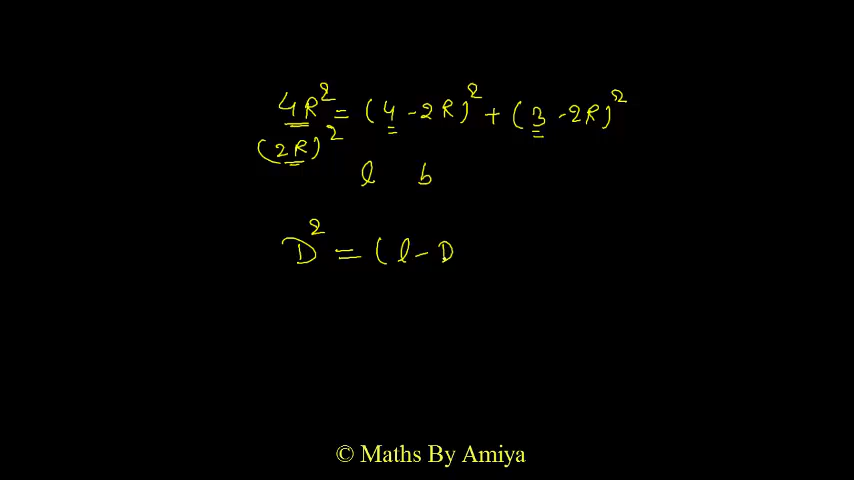 4R² = (4 - 2R)² + (3 - 2R)²
(2R)²
l b
D² = (l - D
© Maths By Amiya